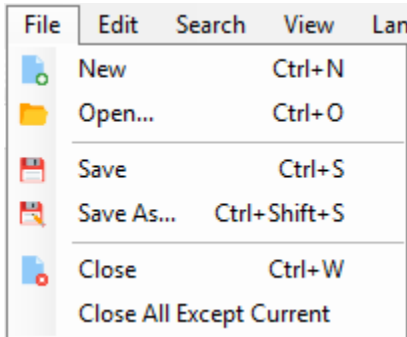 File Edit Search View Lan
New Ctrl+N
Open... Ctrl+O
Save Ctrl+S
Save As... Ctrl+Shift+S
Close Ctrl+W
Close All Except Current